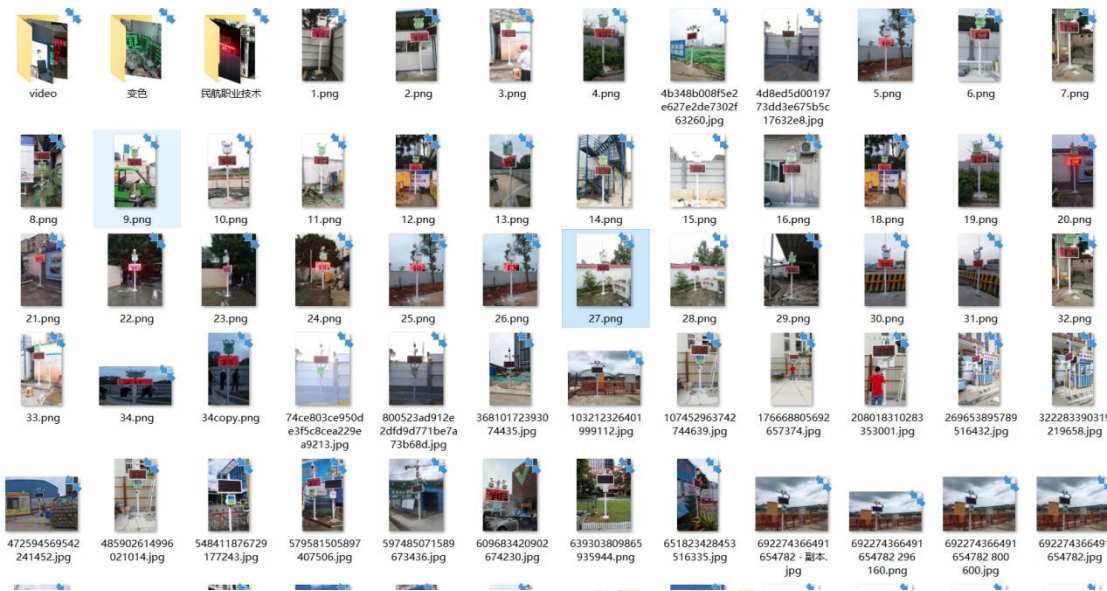 video
变色
民航职业技术
1.png
2.png
3.png
4.png
4b348b008f5e2
e627e2de7302f
63260.jpg
4d8ed5d00197
73dd3e675b5c
17632e8.jpg
5.png
6.png
7.png
8.png
9.png
10.png
11.png
12.png
13.png
14.png
15.png
16.png
18.png
19.png
20.png
21.png
22.png
23.png
24.png
25.png
26.png
27.png
28.png
29.png
30.png
31.png
32.png
33.png
34.png
34copy.png
74ce803ce950d
e3f5c8cea229e
a9213.jpg
800523ad912e
2dfd9d771be7a
73b68d.jpg
368101723930
74435.jpg
103212326401
999112.jpg
107452963742
744639.jpg
176668805692
657374.jpg
208018310283
353001.jpg
269653895789
516432.jpg
322283390319
219658.jpg
472594569542
241452.jpg
485902614996
021014.jpg
548411876729
177243.jpg
579581505897
407506.jpg
597485071589
673436.jpg
609683420902
674230.jpg
639303809865
935944.png
651823428453
516335.jpg
692274366491
654782 - 副本.
jpg
692274366491
654782 296
160.png
692274366491
654782 800
600.jpg
692274366491
654782.jpg